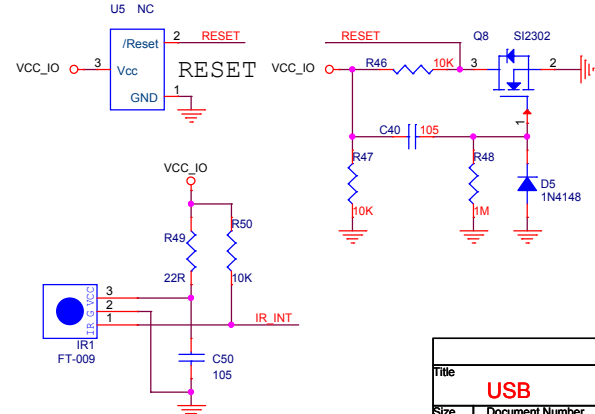 U5 NC
/Reset 2 RESET
VCC_IO 3 Vcc
RESET
GND 1
RESET
Q8 SI2302
VCC_IO R46 10K 3 2
1
C40 105
R47
10K
R48
1M
D5
1N4148
VCC_IO
R49
22R
R50
10K
IR G VCC
3
2
1
IR_INT
IR1
FT-009
C50
105
Title
USB
Size Document Number